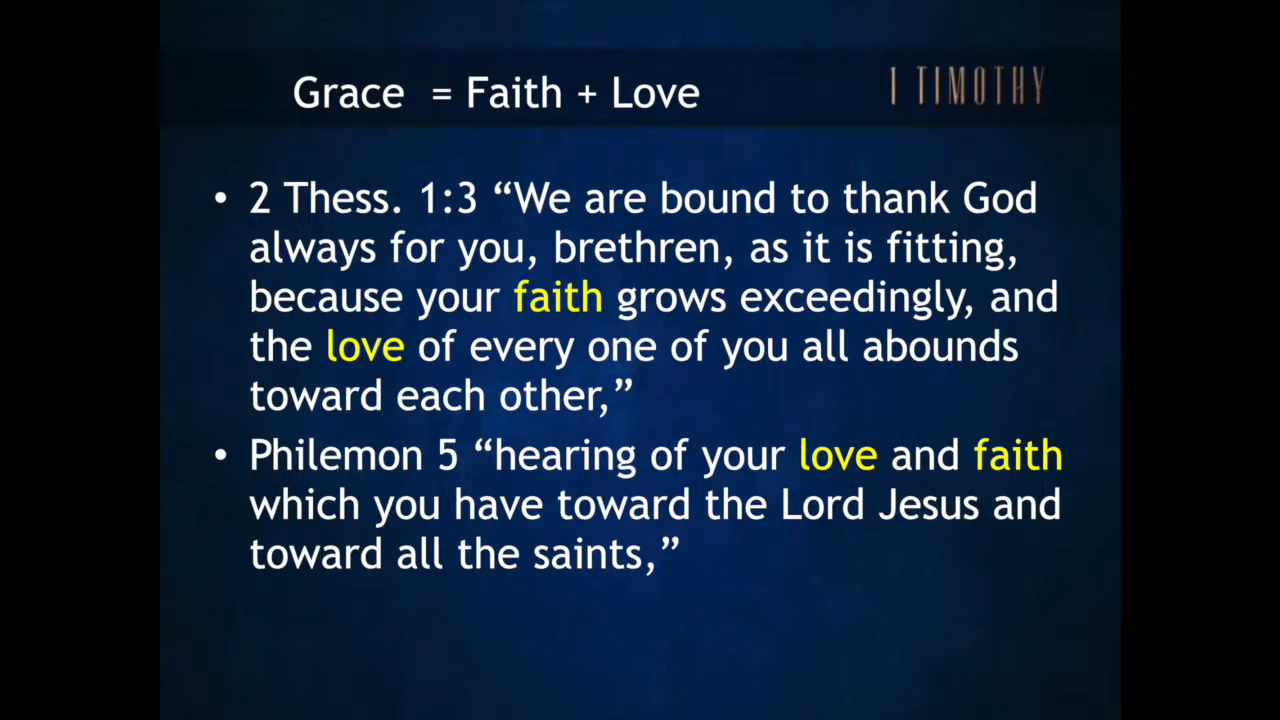 Grace = Faith + Love
1 TIMOTHY
• 2 Thess. 1:3 “We are bound to thank God
always for you, brethren, as it is fitting,
because your faith grows exceedingly, and
the love of every one of you all abounds
toward each other,”
• Philemon 5 “hearing of your love and faith
which you have toward the Lord Jesus and
toward all the saints,”